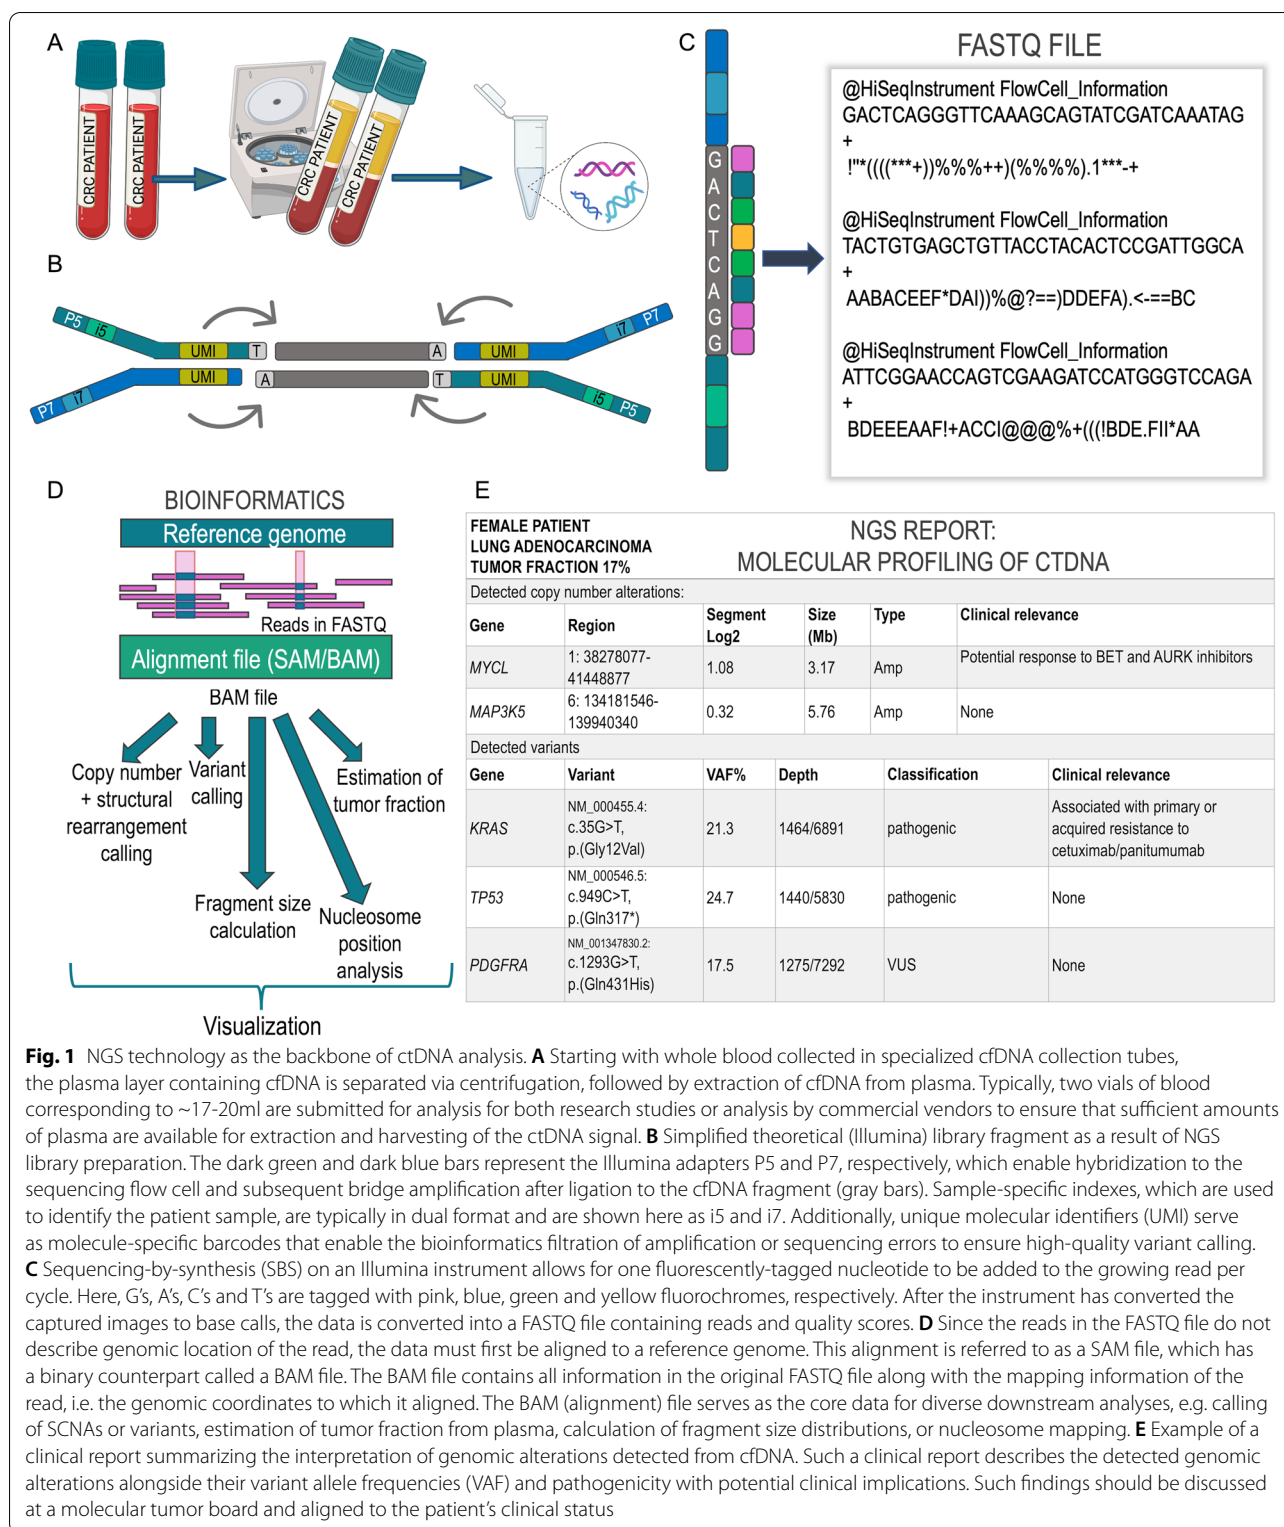 A
CRC PATIENT
CRC PATIENT
CRC PATIENT
CRC PATIENT
B
P5
i5
UMI
T
A
UMI
i7
P7
P7
i7
UMI
A
T
UMI
i5
P5
C
G
A
C
T
C
A
G
G
FASTQ FILE
@HiSeqInstrument FlowCell_Information
GACTCAGGGTTCAAAGCAGTATCGATCAAATAG
+
!"*((((***+))%%%++)(%%%%).1***-+
@HiSeqInstrument FlowCell_Information
TACTGTGAGCTGTTACCTACACTCCGATTGGCA
+
AABACEEF*DAI))%@?==)DDEFA).<-==BC
@HiSeqInstrument FlowCell_Information
ATTCGGAACCAGTCGAAGATCCATGGGTCCAGA
+
BDEEEAAF!+ACCI@@@%+(((!BDE.FII*AA
D
BIOINFORMATICS
Reference genome
Reads in FASTQ
Alignment file (SAM/BAM)
BAM file
Copy number
+ structural
rearrangement
calling
Variant
calling
Estimation of
tumor fraction
Fragment size
calculation
Nucleosome
position
analysis
Visualization
E
FEMALE PATIENT
LUNG ADENOCARCINOMA
TUMOR FRACTION 17%
NGS REPORT:
MOLECULAR PROFILING OF CTDNA
Detected copy number alterations:
Gene Region Segment Log2 Size (Mb) Type Clinical relevance
MYCL 1: 38278077-41448877 1.08 3.17 Amp Potential response to BET and AURK inhibitors
MAP3K5 6: 134181546-139940340 0.32 5.76 Amp None
Detected variants
Gene Variant VAF% Depth Classification Clinical relevance
KRAS NM_000455.4: c.35G>T, p.(Gly12Val) 21.3 1464/6891 pathogenic Associated with primary or acquired resistance to cetuximab/panitumumab
TP53 NM_000546.5: c.949C>T, p.(Gln317*) 24.7 1440/5830 pathogenic None
PDGFRA NM_001347830.2: c.1293G>T, p.(Gln431His) 17.5 1275/7292 VUS None
Fig. 1 NGS technology as the backbone of ctDNA analysis. A Starting with whole blood collected in specialized cfDNA collection tubes,
the plasma layer containing cfDNA is separated via centrifugation, followed by extraction of cfDNA from plasma. Typically, two vials of blood
corresponding to ~17-20ml are submitted for analysis for both research studies or analysis by commercial vendors to ensure that sufficient amounts
of plasma are available for extraction and harvesting of the ctDNA signal. B Simplified theoretical (Illumina) library fragment as a result of NGS
library preparation. The dark green and dark blue bars represent the Illumina adapters P5 and P7, respectively, which enable hybridization to the
sequencing flow cell and subsequent bridge amplification after ligation to the cfDNA fragment (gray bars). Sample-specific indexes, which are used
to identify the patient sample, are typically in dual format and are shown here as i5 and i7. Additionally, unique molecular identifiers (UMI) serve
as molecule-specific barcodes that enable the bioinformatics filtration of amplification or sequencing errors to ensure high-quality variant calling.
C Sequencing-by-synthesis (SBS) on an Illumina instrument allows for one fluorescently-tagged nucleotide to be added to the growing read per
cycle. Here, G's, A's, C's and T's are tagged with pink, blue, green and yellow fluorochromes, respectively. After the instrument has converted the
captured images to base calls, the data is converted into a FASTQ file containing reads and quality scores. D Since the reads in the FASTQ file do not
describe genomic location of the read, the data must first be aligned to a reference genome. This alignment is referred to as a SAM file, which has
a binary counterpart called a BAM file. The BAM file contains all information in the original FASTQ file along with the mapping information of the
read, i.e. the genomic coordinates to which it aligned. The BAM (alignment) file serves as the core data for diverse downstream analyses, e.g. calling
of SCNAs or variants, estimation of tumor fraction from plasma, calculation of fragment size distributions, or nucleosome mapping. E Example of a
clinical report summarizing the interpretation of genomic alterations detected from cfDNA. Such a clinical report describes the detected genomic
alterations alongside their variant allele frequencies (VAF) and pathogenicity with potential clinical implications. Such findings should be discussed
at a molecular tumor board and aligned to the patient's clinical status